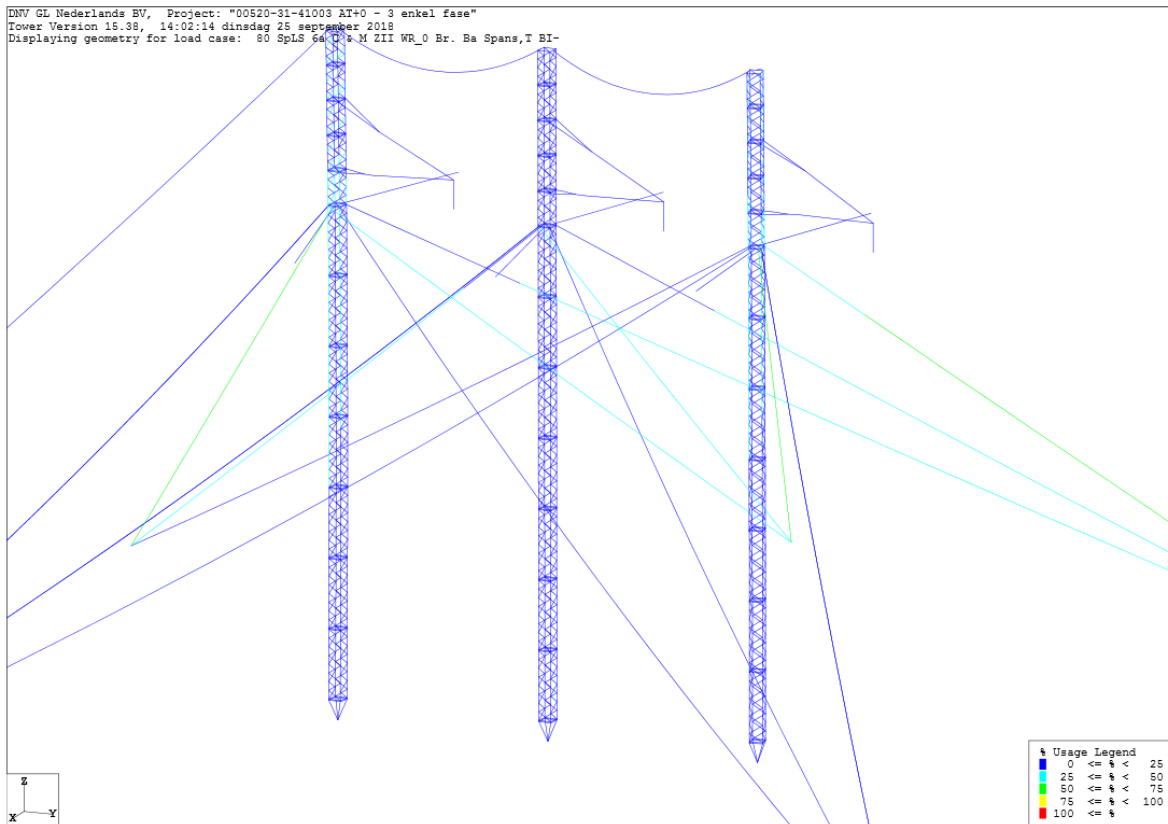 DNV GL Nederlands BV, Project: "00520-31-41003 AT+0 - 3 enkel fase"
Tower Version 15.38, 14:02:14 dinsdag 25 september 2018
Displaying geometry for load case: 80 SpLS 6a & M ZII WR_0 Br. Ba Spans,T BI-
% Usage Legend
0 <= % < 25
25 <= % < 50
50 <= % < 75
75 <= % < 100
100 <= %
Z
X Y